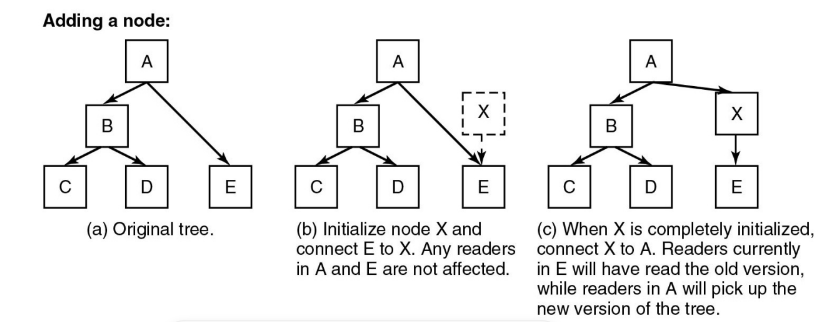 Adding a node:
A
A
A
B
B
X
B
X
C
D
E
C
D
E
C
D
E
(a) Original tree.
(b) Initialize node X and
connect E to X. Any readers
in A and E are not affected.
(c) When X is completely initialized,
connect X to A. Readers currently
in E will have read the old version,
while readers in A will pick up the
new version of the tree.